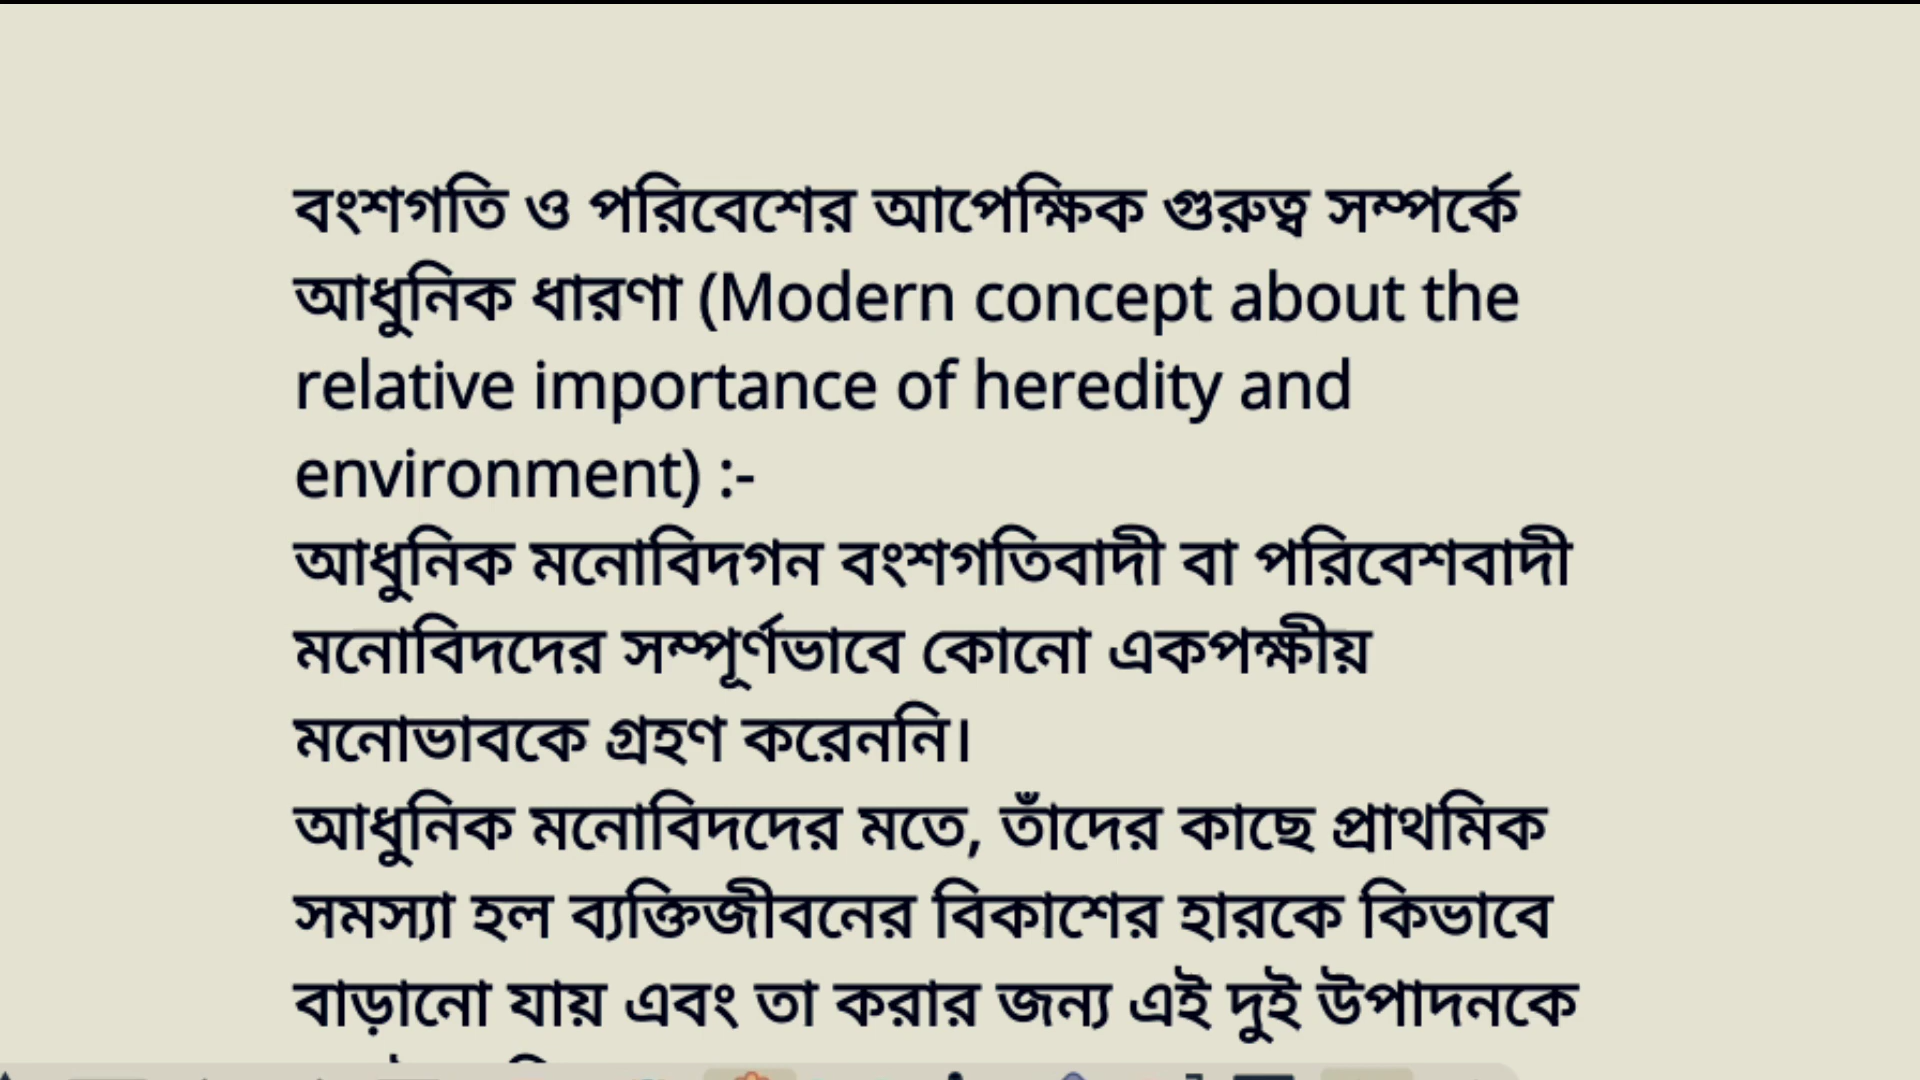 বংশগতি ও পরিবেশের আপেক্ষিক গুরুত্ব সম্পর্কে
আধুনিক ধারণা (Modern concept about the
relative importance of heredity and
environment) :-
আধুনিক মনোবিদগন বংশগতিবাদী বা পরিবেশবাদী
মনোবিদদের সম্পূর্ণভাবে কোনো একপক্ষীয়
মনোভাবকে গ্রহণ করেননি।
আধুনিক মনোবিদদের মতে, তাঁদের কাছে প্রাথমিক
সমস্যা হল ব্যক্তিজীবনের বিকাশের হারকে কিভাবে
বাড়ানো যায় এবং তা করার জন্য এই দুই উপাদনকে